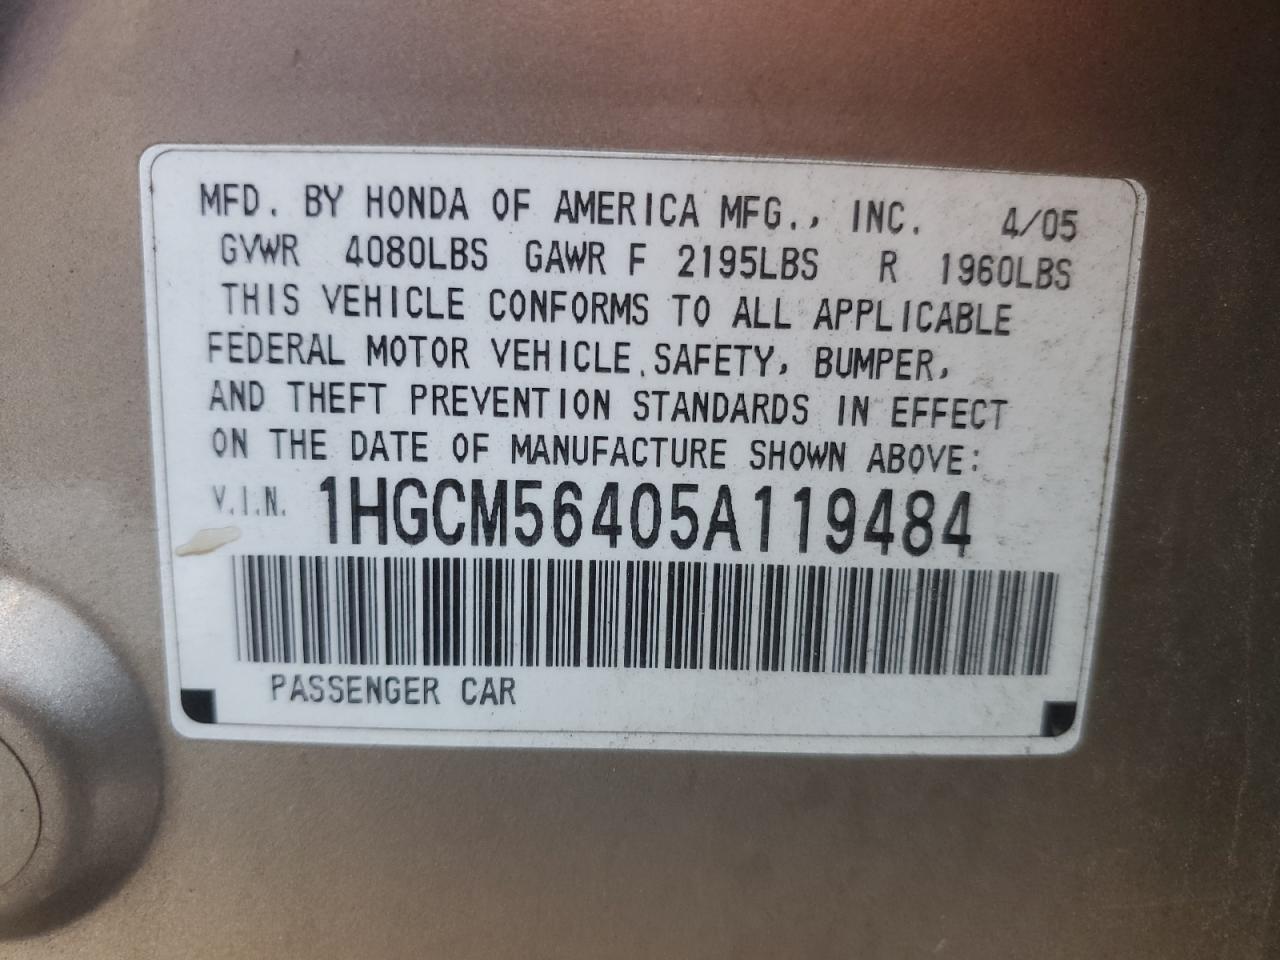 MFD. BY HONDA OF AMERICA MFG., INC. 4/05
GVWR 4080LBS GAWR F 2195LBS R 1960LBS
THIS VEHICLE CONFORMS TO ALL APPLICABLE
FEDERAL MOTOR VEHICLE SAFETY, BUMPER,
AND THEFT PREVENTION STANDARDS IN EFFECT
ON THE DATE OF MANUFACTURE SHOWN ABOVE:
V.I.N. 1HGCM56405A119484
PASSENGER CAR